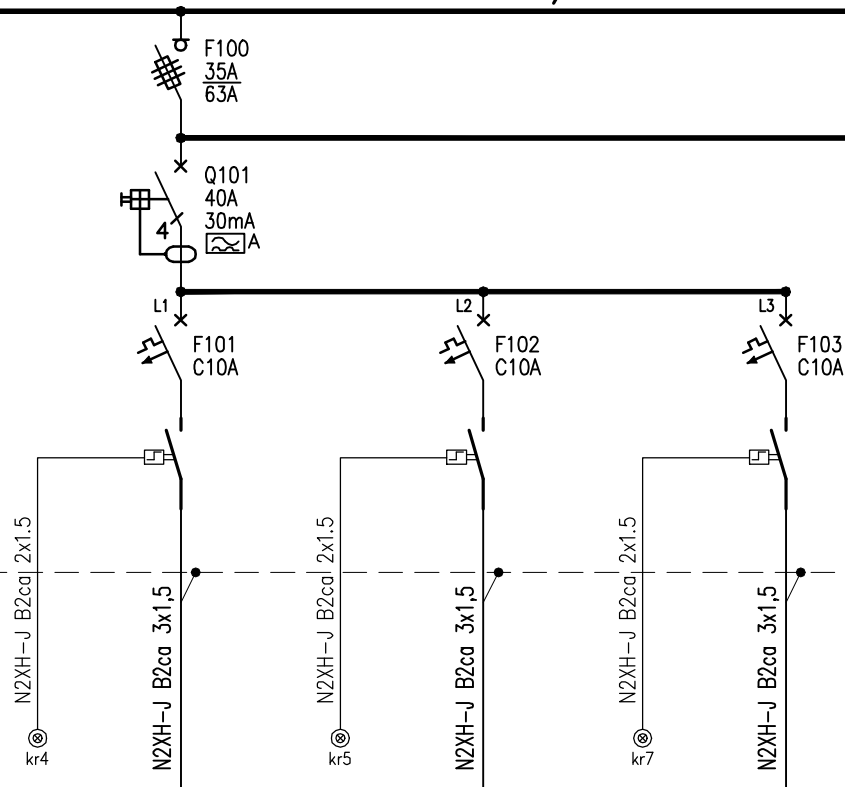 F100
35A
63A
Q101
40A
30mA
A
4
L1
L2
L3
F101
C10A
F102
C10A
F103
C10A
N2XH-J B2ca 2x1.5
N2XH-J B2ca 3x1,5
N2XH-J B2ca 2x1.5
N2XH-J B2ca 3x1,5
N2XH-J B2ca 2x1.5
N2XH-J B2ca 3x1,5
kr4
kr5
kr7